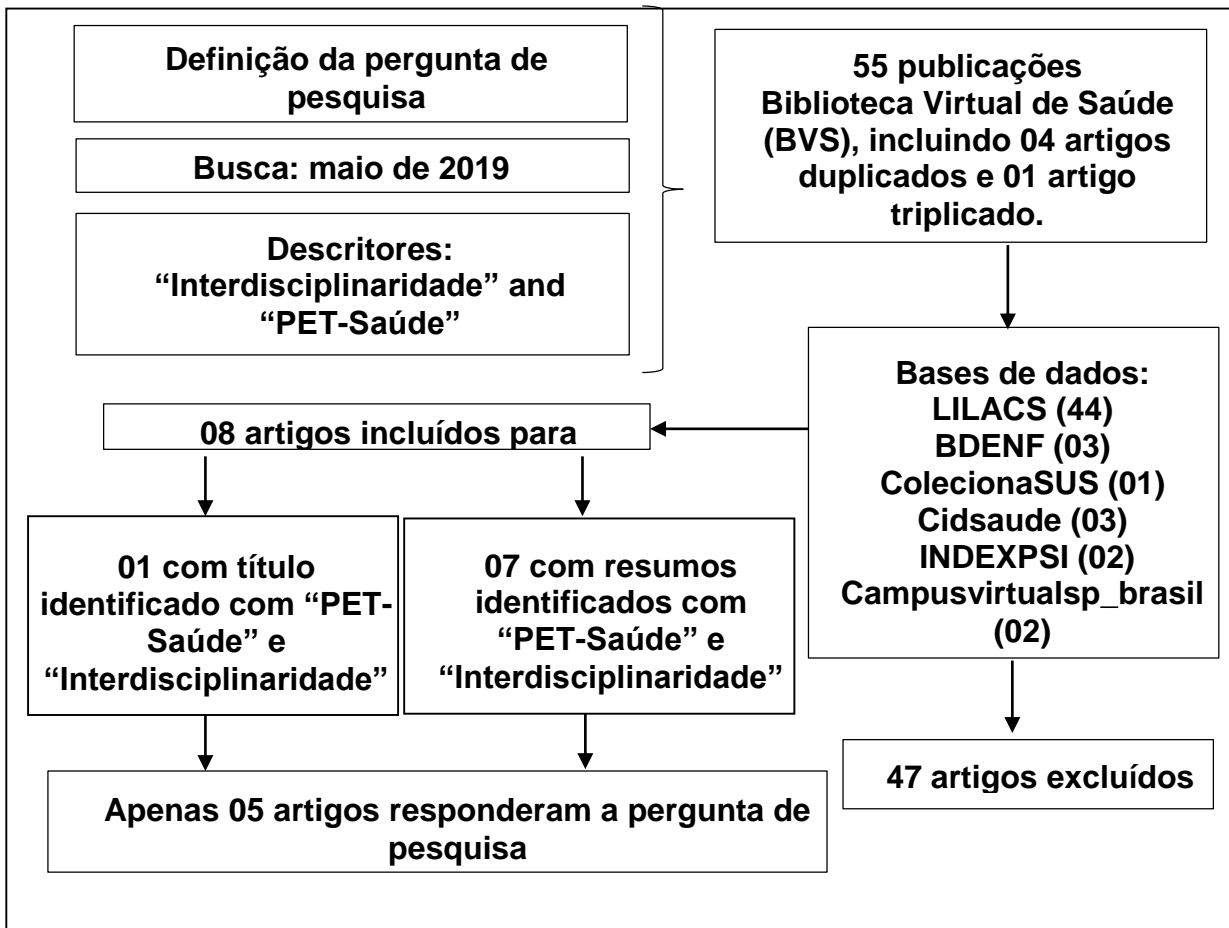 Definição da pergunta de
pesquisa
Busca: maio de 2019
Descritores:
“Interdisciplinaridade” and
“PET-Saúde”
55 publicações
Biblioteca Virtual de Saúde
(BVS), incluindo 04 artigos
duplicados e 01 artigo
triplicado.
Bases de dados:
LILACS (44)
BDENF (03)
ColecionaSUS (01)
Cidsaude (03)
INDEXPSI (02)
Campusvirtualsp_brasil
(02)
47 artigos excluídos
08 artigos incluídos para
01 com título
identificado com “PET-
Saúde” e
“Interdisciplinaridade”
07 com resumos
identificados com
“PET-Saúde” e
“Interdisciplinaridade”
Apenas 05 artigos responderam a pergunta de
pesquisa